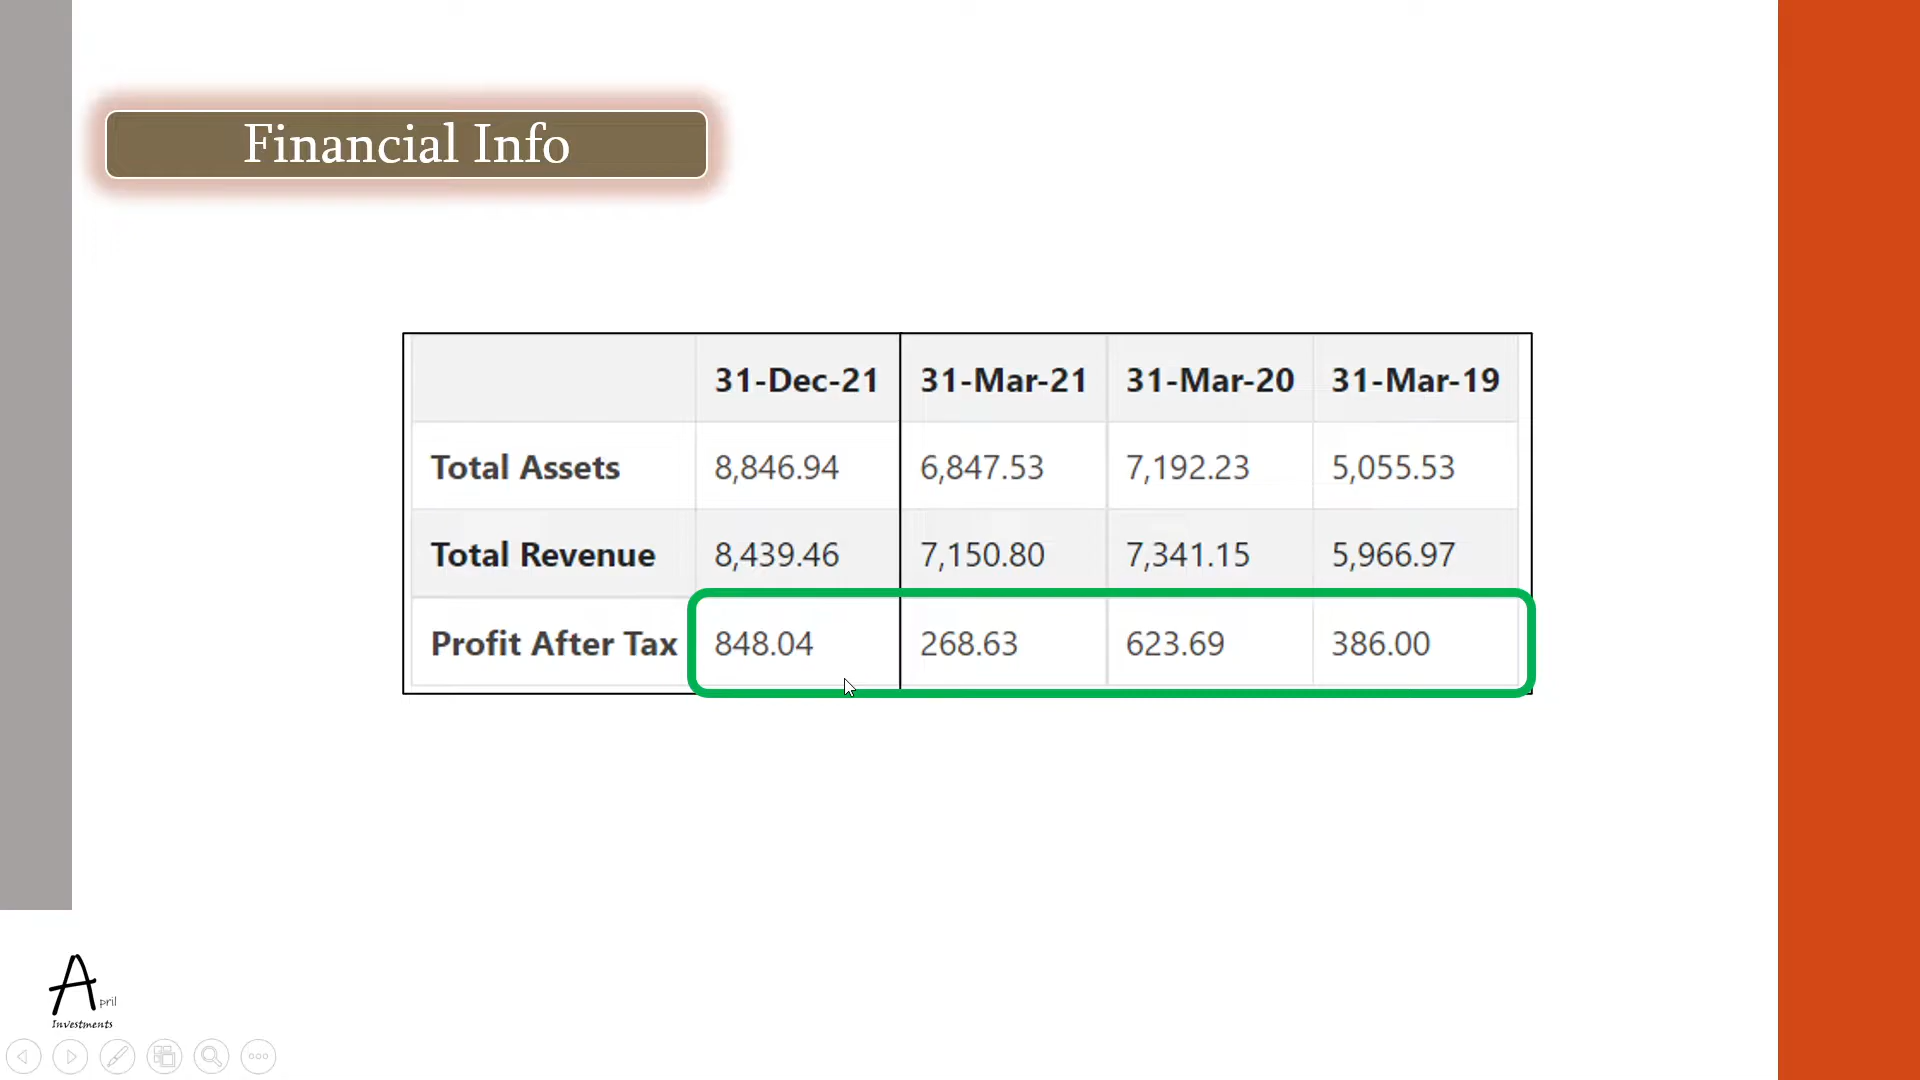 Financial Info
31-Dec-21 31-Mar-21 31-Mar-20 31-Mar-19
Total Assets 8,846.94 6,847.53 7,192.23 5,055.53
Total Revenue 8,439.46 7,150.80 7,341.15 5,966.97
Profit After Tax 848.04 268.63 623.69 386.00
April
Investments